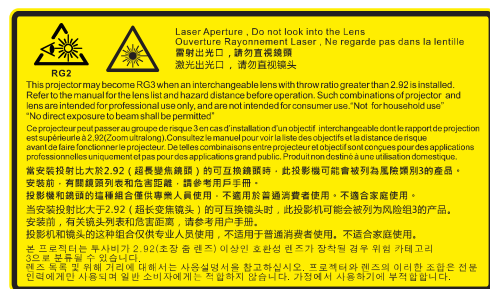 Laser Aperture , Do not look into the Lens
Ouverture Rayonnement Laser , Ne regarde pas dans la lentille
雷射出光口，請勿直視鏡頭
激光出光口 ，请勿直视镜头
RG2
This projector may become RG3 when an interchangeable lens with throw ratio greater than 2.92 is installed.
Refer to the manual for the lens list and hazard distance before operation. Such combinations of projector and
lens are intended for professional use only, and are not intended for consumer use."Not for household use"
"No direct exposure to beam shall be permitted"
Ce projecteur peut passer au groupe de risque 3 en cas d'installation d'un objectif interchangeable dont le rapport de projection
est supérieur à 2,92(Zoom ultralong).Consultez le manuel pour voir la liste des objectifs et la distance de risque
avant de faire fonctionner le projecteur. De telles combinaisons entre projecteur et objectif sont conçues pour des applications
professionnelles uniquement et pas pour des applications grand public. Produit non destiné à une utilisation domestique.
當安裝投射比大於2.92（超長變焦鏡頭）的可互換鏡頭時，此投影機可能會被列為風險類別3的產品。
安裝前，有關鏡頭列表和危害距離，請參考用戶手冊。
投影機和鏡頭的這種組合僅供專業人員使用，不適用於普通消費者使用。不適合家庭使用。
当安装投射比大于2.92（超长变焦镜头）的可互换镜头时，此投影机可能会被列为风险组3的产品。
安装前，有关镜头列表和危害距离，请参考用户手册。
投影机和镜头的这种组合仅供专业人员使用，不适用于普通消费者使用。不适合家庭使用。
본 프로젝터는 투사비가 2.92(초장 줌 렌즈) 이상인 호환성 렌즈가 장착될 경우 위험 카테고리
3으로 분류될 수 있습니다.
렌즈 목록 및 위해 거리에 대해서는 사용설명서을 참고하십시오. 프로젝터와 렌즈의 이러한 조합은 전문
인력에게만 사용되며 일반 소비자에게는 적합하지 않습니다. 가정에서 사용하기에 부적합합니다.